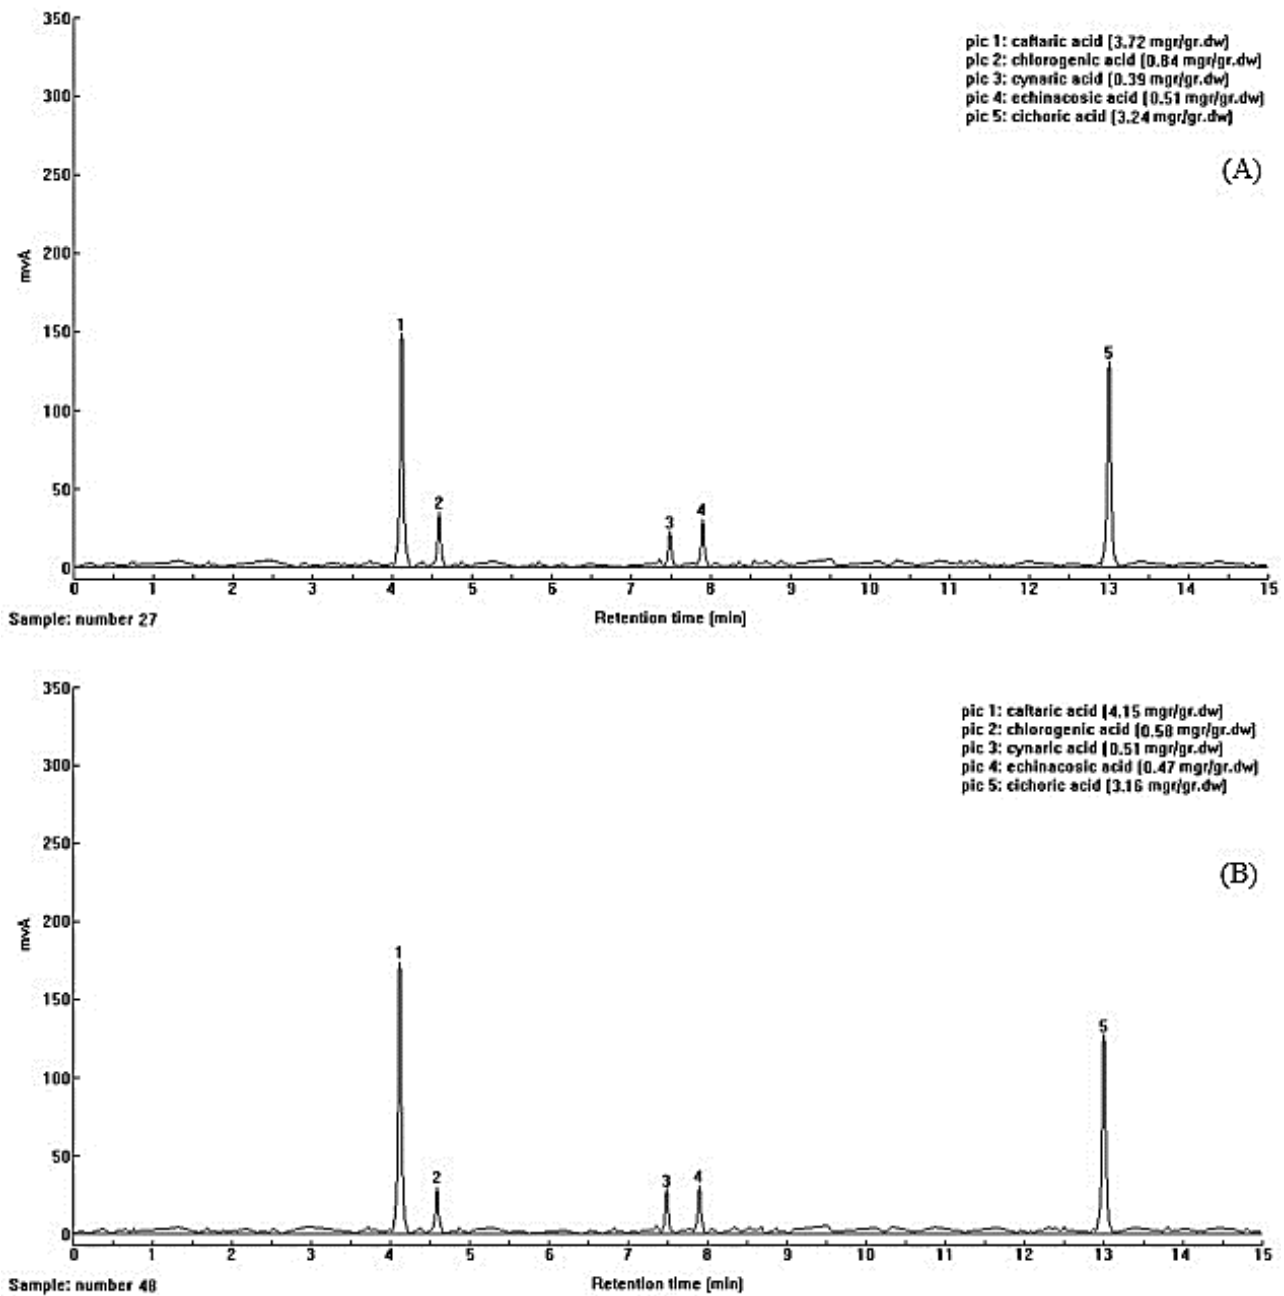 350
300
250
200
150
100
50
0
mvA
pic 1: caftaric acid [3.72 mgr/gr.dw]
pic 2: chlorogenic acid [0.84 mgr/gr.dw]
pic 3: cynaric acid [0.39 mgr/gr.dw]
pic 4: echinacosic acid [0.51 mgr/gr.dw]
pic 5: cichoric acid [3.24 mgr/gr.dw]
(A)
1
2
3
4
5
0 1 2 3 4 5 6 7 8 9 10 11 12 13 14 15
Sample: number 27
Retention time [min]
350
300
250
200
150
100
50
0
mvA
pic 1: caftaric acid [4.15 mgr/gr.dw]
pic 2: chlorogenic acid [0.58 mgr/gr.dw]
pic 3: cynaric acid [0.51 mgr/gr.dw]
pic 4: echinacosic acid [0.47 mgr/gr.dw]
pic 5: cichoric acid [3.16 mgr/gr.dw]
(B)
1
2
3
4
5
0 1 2 3 4 5 6 7 8 9 10 11 12 13 14 15
Sample: number 48
Retention time [min]